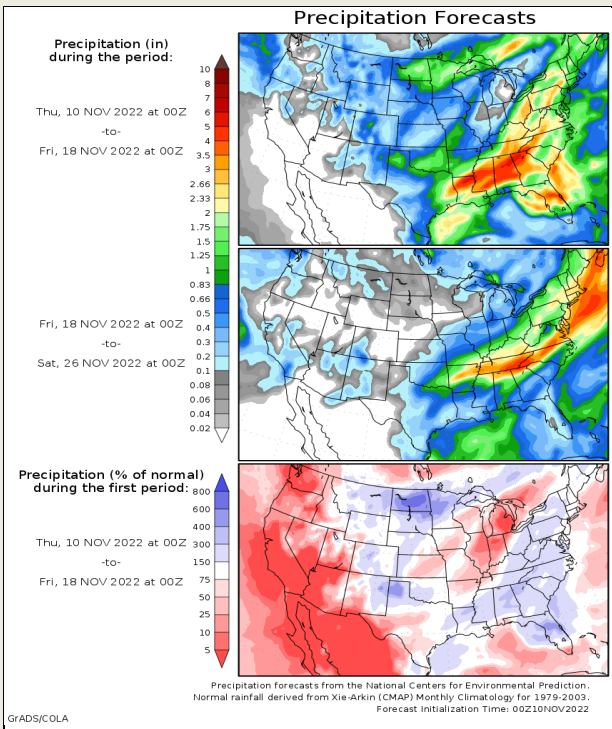 Precipitation Forecasts
Precipitation (in)
during the period:
Thu, 10 NOV 2022 at 00Z
-to-
Fri, 18 NOV 2022 at 00Z
10
8
7
6
5
4
3.5
3
2.66
2.33
2
1.75
1.5
1.25
1
0.83
0.66
0.5
0.4
0.3
0.2
0.1
0.08
0.06
0.04
0.02
Fri, 18 NOV 2022 at 00Z
-to-
Sat, 26 NOV 2022 at 00Z
Precipitation (% of normal)
during the first period:
Thu, 10 NOV 2022 at 00Z
-to-
Fri, 18 NOV 2022 at 00Z
800
600
400
300
150
75
50
25
10
5
Precipitation forecasts from the National Centers for Environmental Prediction.
Normal rainfall derived from Xie-Arkin (CMAP) Monthly Climatology for 1979-2003.
Forecast Initialization Time: 00Z10NOV2022
GrADS/COLA